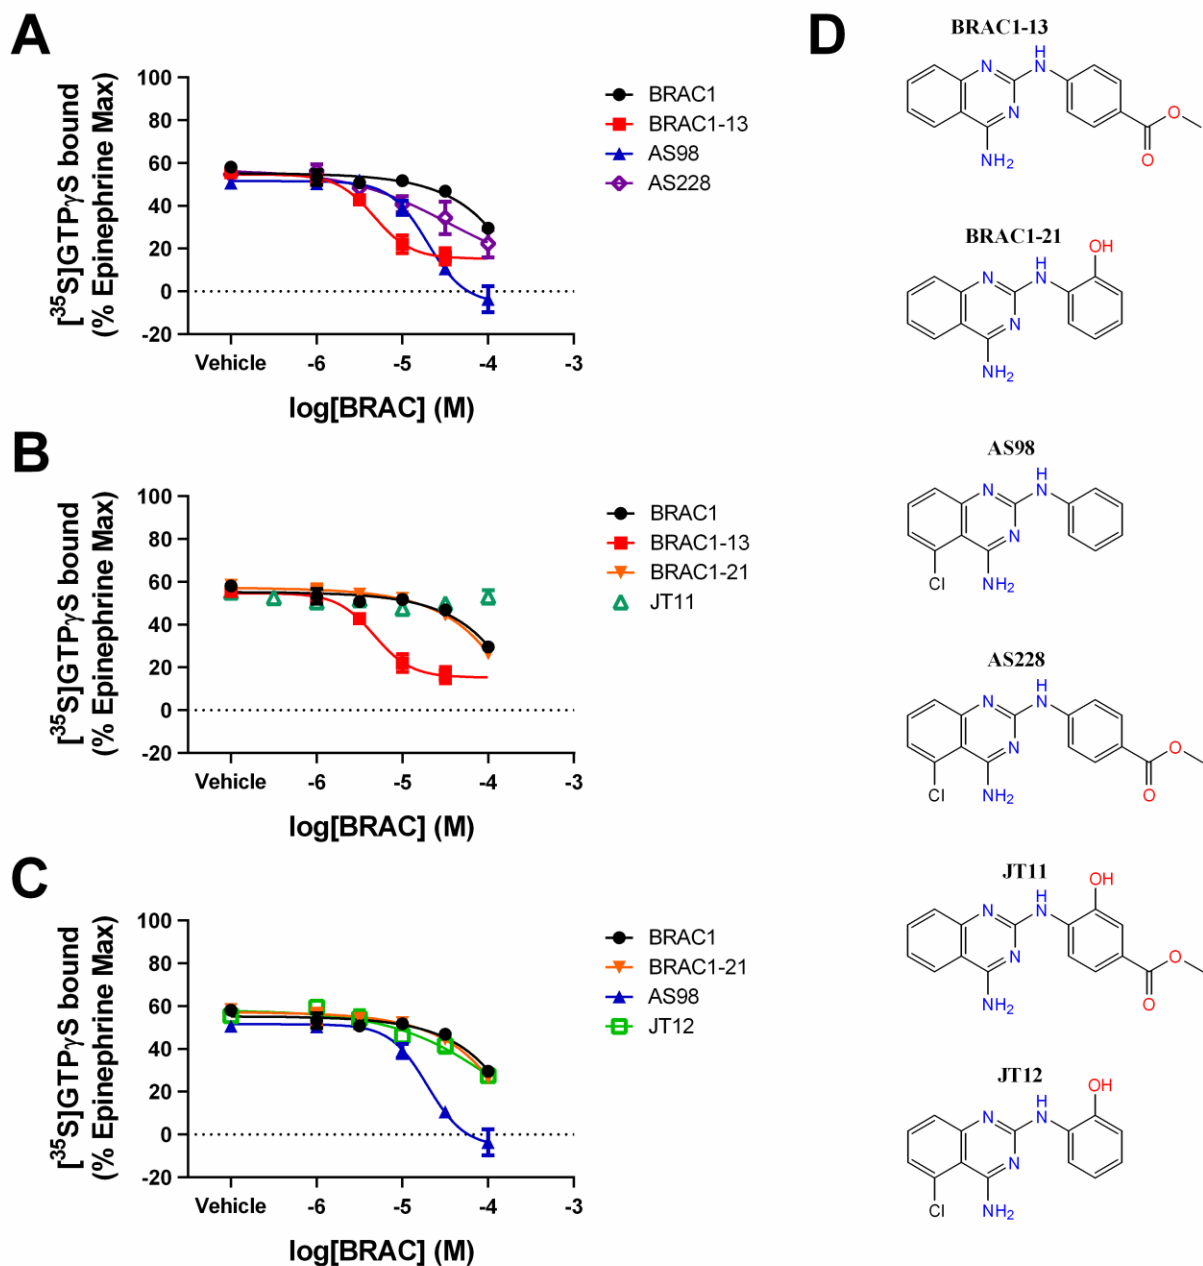 A
[³⁵S]GTPγS bound
(% Epinephrine Max)
100
80
60
40
20
0
-20
Vehicle -6 -5 -4 -3
log[BRAC] (M)
BRAC1
BRAC1-13
AS98
AS228
B
[³⁵S]GTPγS bound
(% Epinephrine Max)
100
80
60
40
20
0
-20
Vehicle -6 -5 -4 -3
log[BRAC] (M)
BRAC1
BRAC1-13
BRAC1-21
JT11
C
[³⁵S]GTPγS bound
(% Epinephrine Max)
100
80
60
40
20
0
-20
Vehicle -6 -5 -4 -3
log[BRAC] (M)
BRAC1
BRAC1-21
AS98
JT12
D
BRAC1-13
H
N N
N O
NH₂ O
BRAC1-21
H OH
N N
N
NH₂
AS98
H
N N
N
Cl NH₂
AS228
H
N N
N O
Cl NH₂ O
JT11
H OH
N N
N O
NH₂ O
JT12
H OH
N N
N
Cl NH₂